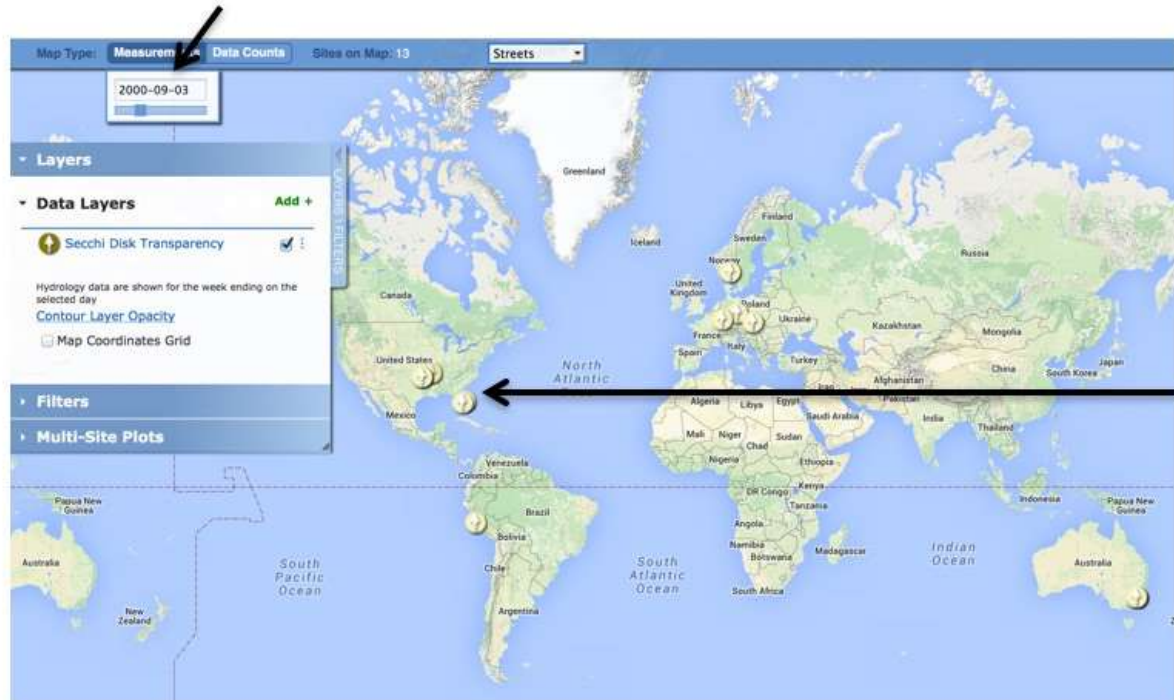 Map Type: Measurements Data Counts Sites on Map: 13 Streets
2000-09-03
Layers
Data Layers Add +
Secchi Disk Transparency
Hydrology data are shown for the week ending on the
selected day
Contour Layer Opacity
Map Coordinates Grid
Filters
Multi-Site Plots
LAYERS FILTERS
Greenland
Iceland
Finland
Sweden
Norway
Russia
United
Kingdom
Poland
Ukraine
France
Italy
Spain
Turkey
Kazakhstan
Mongolia
China
South Korea
Japan
Afghanistan
Pakistan
Iran
India
Thailand
Canada
United States
Mexico
North
Atlantic
Algeria
Libya
Egypt
Saudi Arabia
Mali
Niger
Chad
Sudan
Nigeria
Ethiopia
Kenya
DR Congo
Tanzania
Angola
Namibia
Botswana
Madagascar
South Africa
Venezuela
Colombia
Brazil
Bolivia
Chile
Argentina
Indonesia
Papua New
Guinea
Papua New
Guinea
Australia
Australia
New
Zealand
South
Pacific
Ocean
South
Atlantic
Ocean
Indian
Ocean